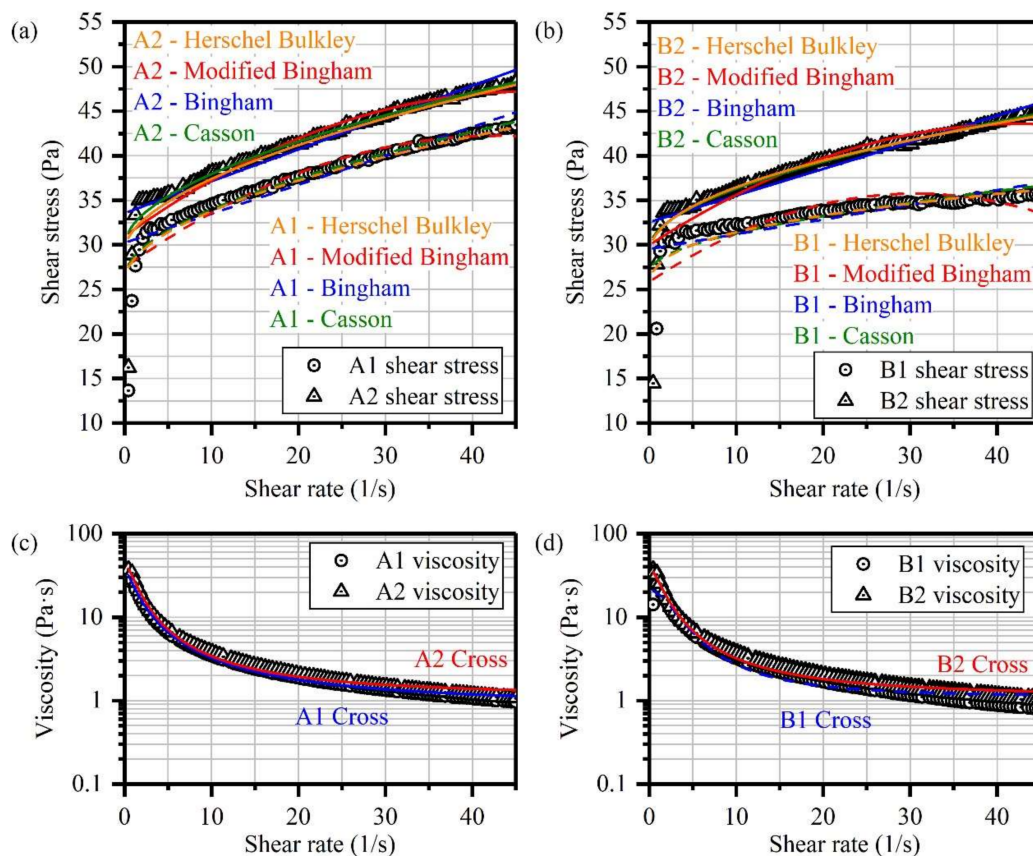 (a)
55
50
45
40
35
30
25
20
15
10
Shear stress (Pa)
A2 - Herschel Bulkley
A2 - Modified Bingham
A2 - Bingham
A2 - Casson
A1 - Herschel Bulkley
A1 - Modified Bingham
A1 - Bingham
A1 - Casson
A1 shear stress
A2 shear stress
0 10 20 30 40
Shear rate (1/s)
(b)
55
50
45
40
35
30
25
20
15
10
Shear stress (Pa)
B2 - Herschel Bulkley
B2 - Modified Bingham
B2 - Bingham
B2 - Casson
B1 - Herschel Bulkley
B1 - Modified Bingham
B1 - Bingham
B1 - Casson
B1 shear stress
B2 shear stress
0 10 20 30 40
Shear rate (1/s)
(c)
100
10
1
0.1
Viscosity (Pa·s)
A1 viscosity
A2 viscosity
A2 Cross
A1 Cross
0 10 20 30 40
Shear rate (1/s)
(d)
100
10
1
0.1
Viscosity (Pa·s)
B1 viscosity
B2 viscosity
B2 Cross
B1 Cross
0 10 20 30 40
Shear rate (1/s)